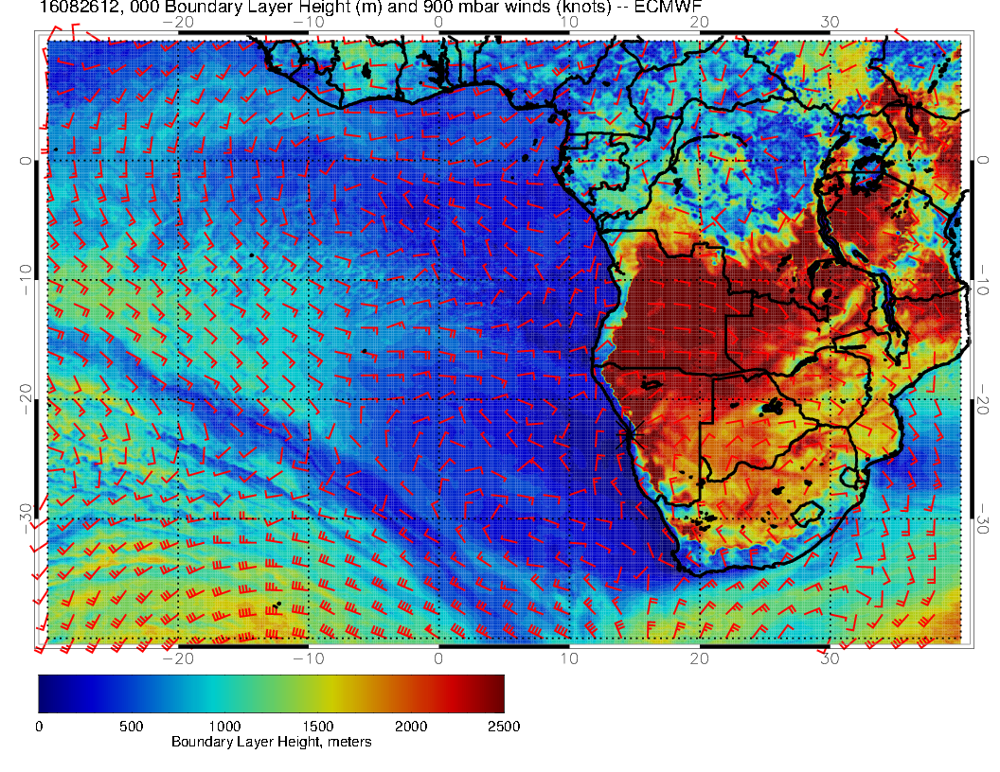 16082612, 000 Boundary Layer Height (m) and 900 mbar winds (knots) -- ECMWF
−20 −10 0 10 20 30
0 0
−10 −10
−20 −20
−30 −30
−20 −10 0 10 20 30
0 500 1000 1500 2000 2500
Boundary Layer Height, meters